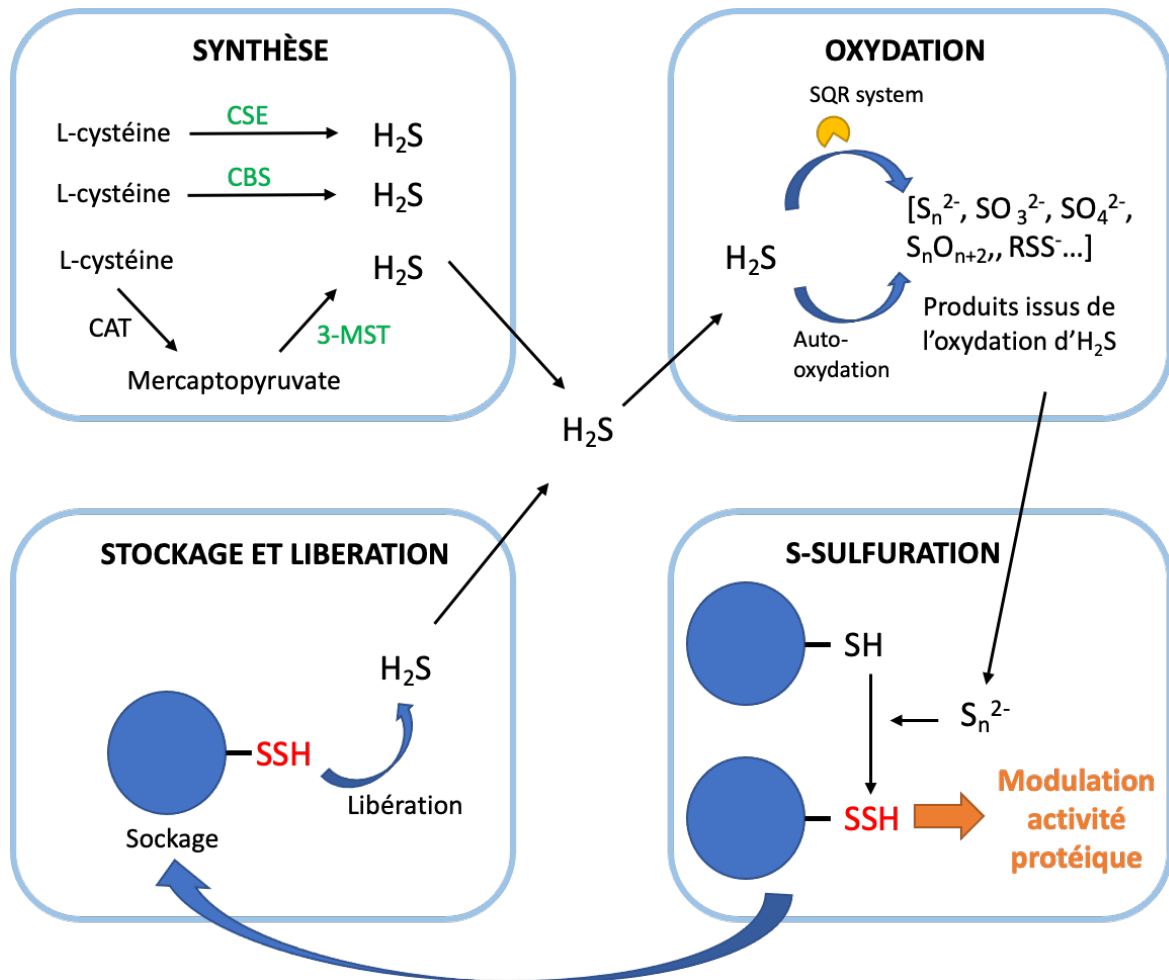 SYNTHÈSE
L-cystéine
CSE
H₂S
L-cystéine
CBS
H₂S
L-cystéine
H₂S
CAT
3-MST
Mercaptopyruvate
OXYDATION
SQR system
H₂S
[Sₙ²⁻, SO₃²⁻, SO₄²⁻,
SₙOₙ₊₂,, RSS⁻...]
Auto-
oxydation
Produits issus de
l'oxydation d'H₂S
H₂S
STOCKAGE ET LIBERATION
H₂S
SSH
Libération
Sockage
S-SULFURATION
SH
Sₙ²⁻
SSH
Modulation
activité
protéique